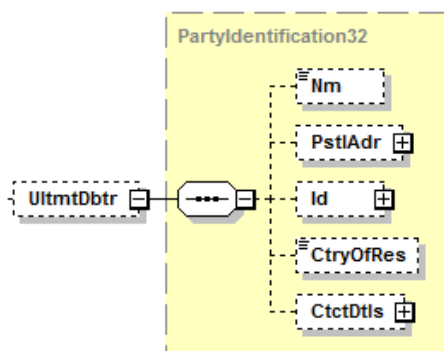 PartyIdentification32
Nm
PstlAdr
UltmtDbtr
Id
CtryOfRes
CtctDtls